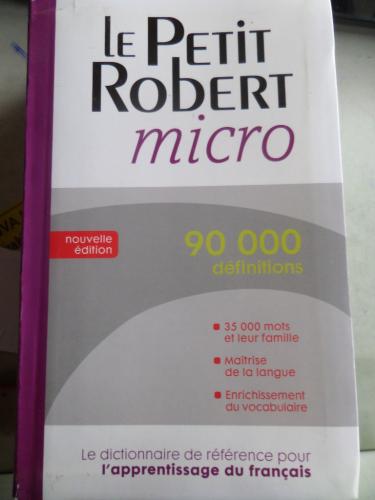 Le Petit
Robert
micro
nouvelle
édition
90 000
définitions
35 000 mots
et leur famille
Maîtrise
de la langue
Enrichissement
du vocabulaire
Le dictionnaire de référence pour
l'apprentissage du français